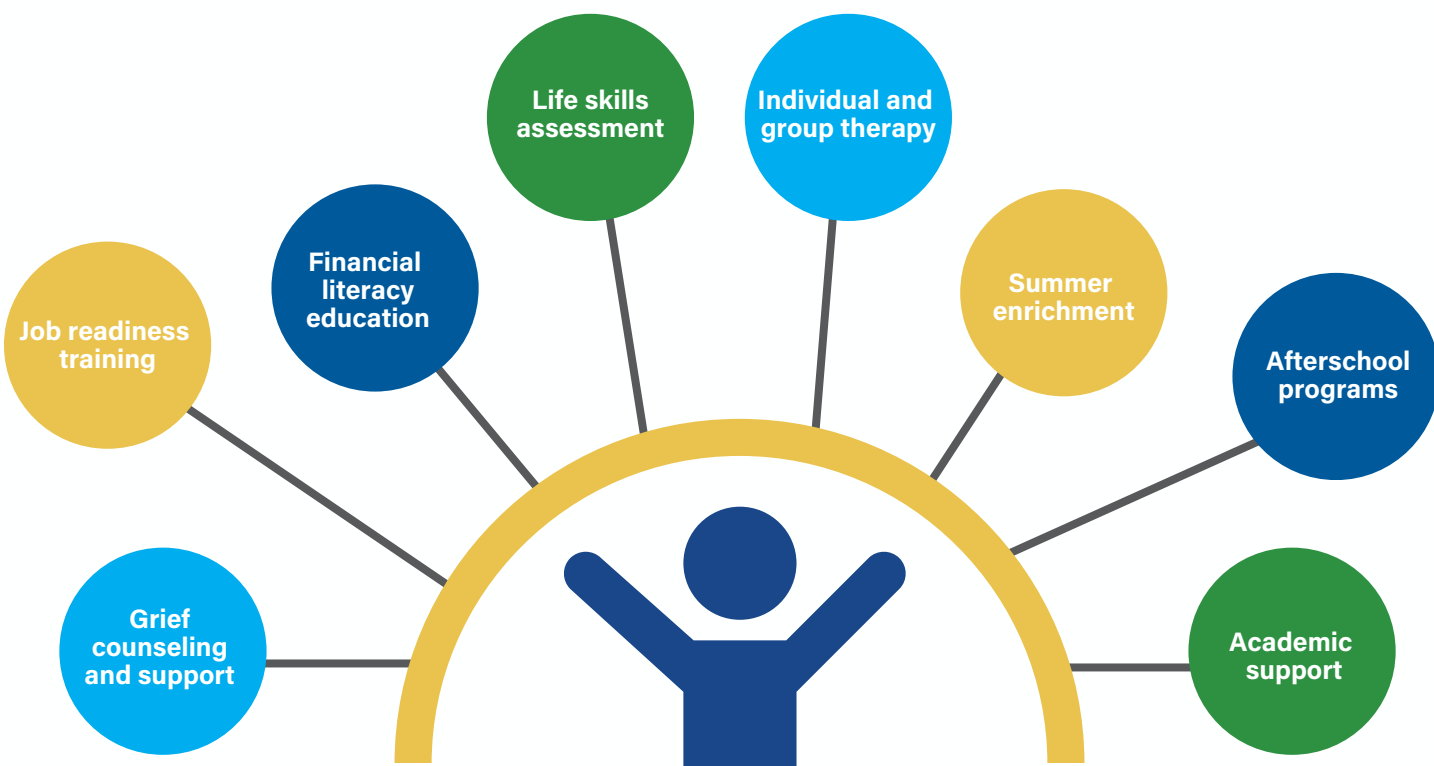 Grief
counseling
and support
Job readiness
training
Financial
literacy
education
Life skills
assessment
Individual and
group therapy
Summer
enrichment
Afterschool
programs
Academic
support